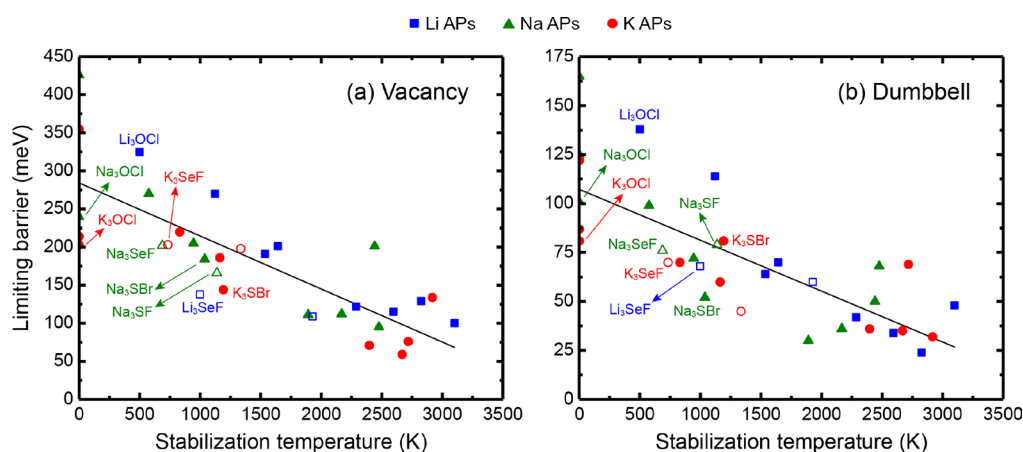 Li APs Na APs K APs
Limiting barrier (meV)
450
400
350
300
250
200
150
100
50
0
(a) Vacancy
Li₃OCl
Na₃OCl
K₃SeF
K₃OCl
Na₃SeF
Na₃SBr
Na₃SF
Li₃SeF
K₃SBr
0 500 1000 1500 2000 2500 3000 3500
Stabilization temperature (K)
175
150
125
100
75
50
25
0
(b) Dumbbell
Li₃OCl
Na₃OCl
K₃OCl
Na₃SF
Na₃SeF
K₃SBr
K₃SeF
Li₃SeF
Na₃SBr
0 500 1000 1500 2000 2500 3000 3500
Stabilization temperature (K)